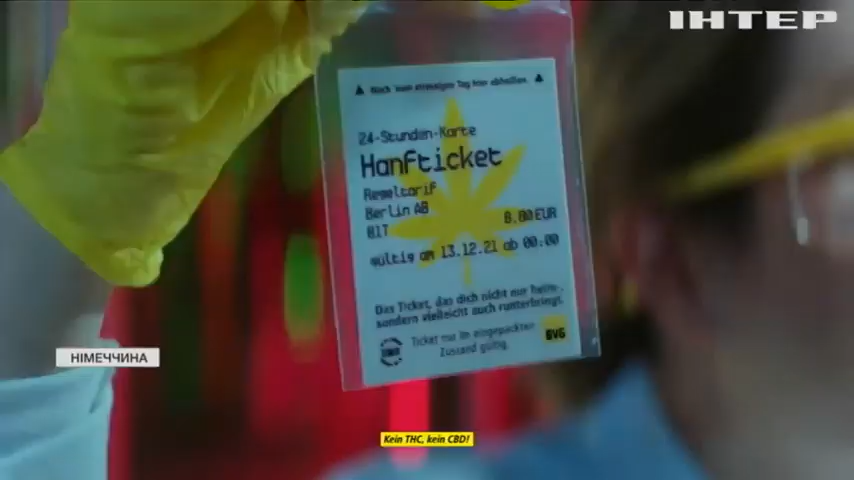 ІНТЕР
Nach dem stressigen Tag hier abheißen.
24-Stunden-Karte
Hanfticket
Regeltarif
Berlin AB
8.80 EUR
gültig am 13.12.21 ab 00:00
Das Ticket, das dich nicht nur heim-,
sondern vielleicht auch runterbringt.
Ticket nur im eingepackten
Zustand gültig.
BVG
НІМЕЧЧИНА
Kein THC, kein CBD!